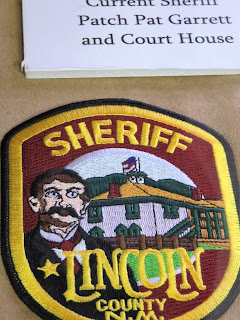 Current Sheriff
Patch Pat Garrett
and Court House
SHERIFF
LINCOLN
COUNTY
N.M.